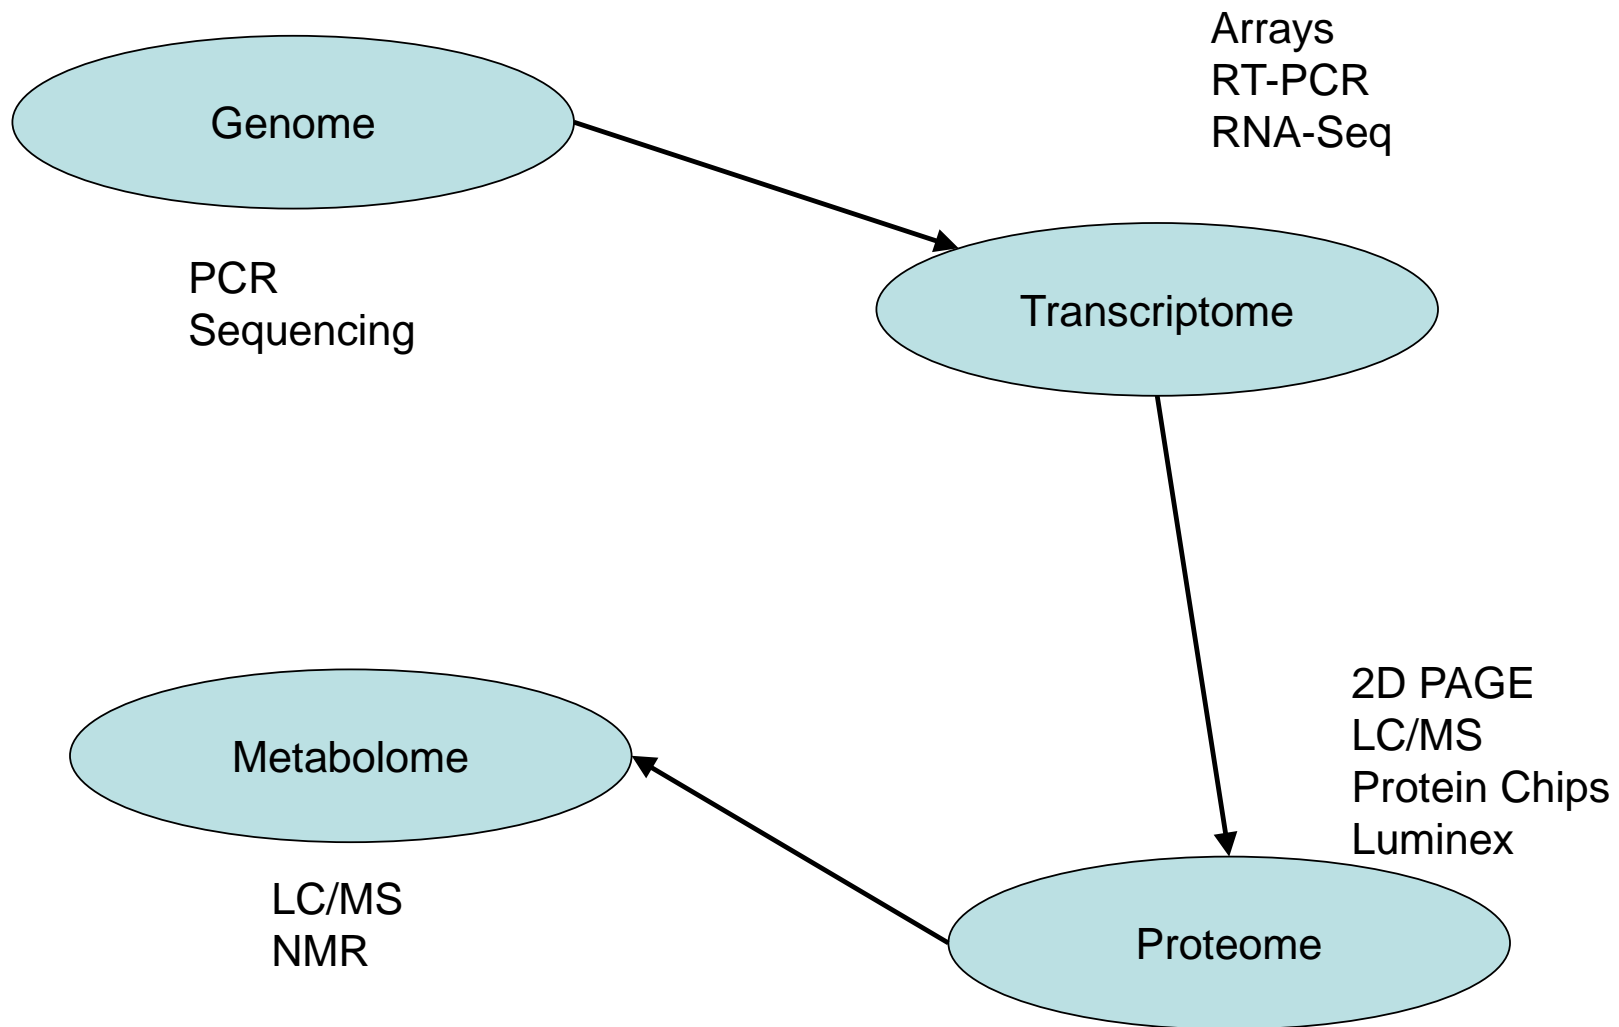 Arrays
RT-PCR
RNA-Seq
Genome
PCR
Sequencing
Transcriptome
2D PAGE
LC/MS
Protein Chips
Luminex
Metabolome
LC/MS
NMR
Proteome